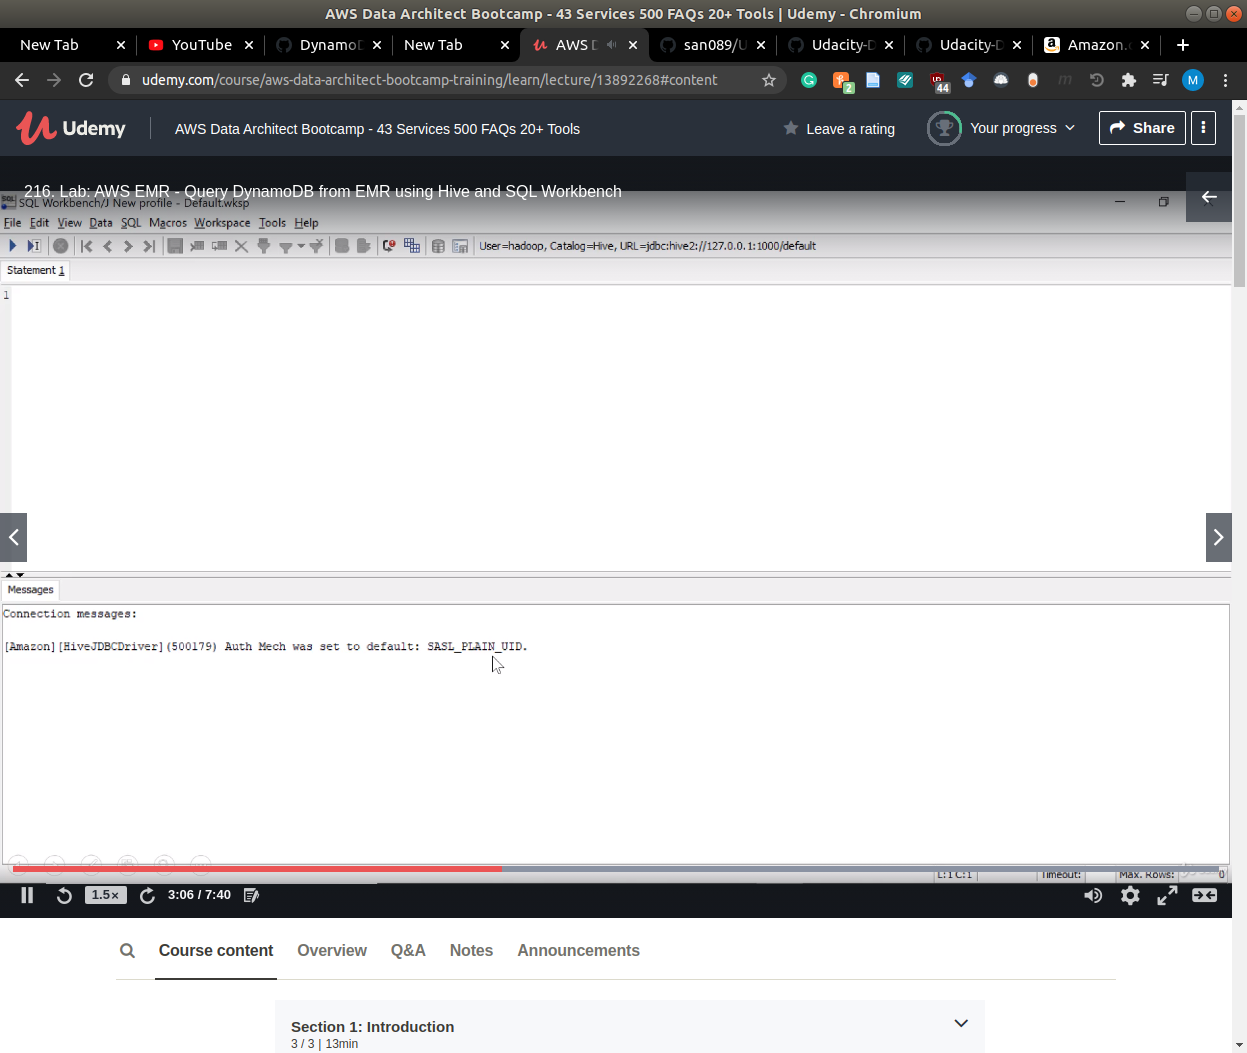 AWS Data Architect Bootcamp - 43 Services 500 FAQs 20+ Tools | Udemy - Chromium
New Tab
YouTube
Dynamo
New Tab
AWS
san089/U
Udacity-D
Udacity-D
Amazon.
udemy.com/course/aws-data-architect-bootcamp-training/learn/lecture/13892268#content
2
44
M
Udemy
AWS Data Architect Bootcamp - 43 Services 500 FAQs 20+ Tools
Leave a rating
Your progress
Share
216. Lab: AWS EMR - Query DynamoDB from EMR using Hive and SQL Workbench
SQL Workbench/J New profile - Default.wksp
File Edit View Data SQL Macros Workspace Tools Help
User=hadoop, Catalog=Hive, URL=jdbc:hive2://127.0.0.1:1000/default
Statement 1
1
Messages
Connection messages:
[Amazon][HiveJDBCDriver](500179) Auth Mech was set to default: SASL_PLAIN_UID.
L:1 C:1
Timeout:
Max. Rows:
0
1.5×
3:06 / 7:40
Course content
Overview
Q&A
Notes
Announcements
Section 1: Introduction
3 / 3 | 13min